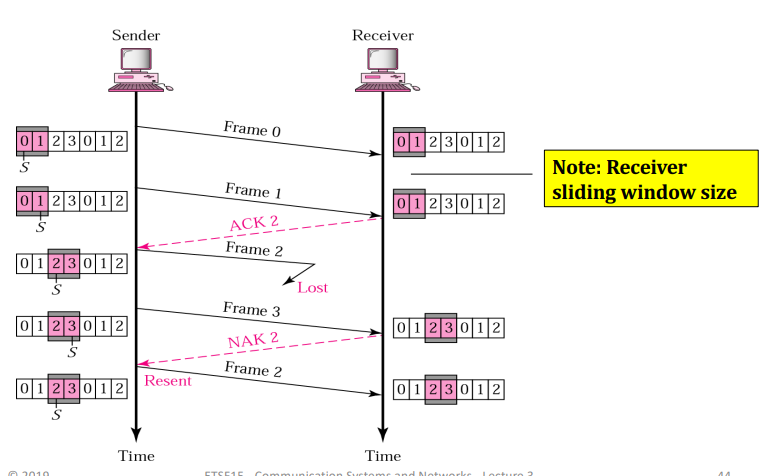 Sender
Receiver
Frame 0
0 1 2 3 0 1 2
S
0 1 2 3 0 1 2
Note: Receiver
sliding window size
Frame 1
0 1 2 3 0 1 2
S
0 1 2 3 0 1 2
ACK 2
Frame 2
0 1 2 3 0 1 2
S
Lost
Frame 3
0 1 2 3 0 1 2
S
0 1 2 3 0 1 2
NAK 2
Frame 2
Resent
0 1 2 3 0 1 2
S
0 1 2 3 0 1 2
Time
Time
© 2019
ETSF15 - Communication Systems and Networks - Lecture 3
44